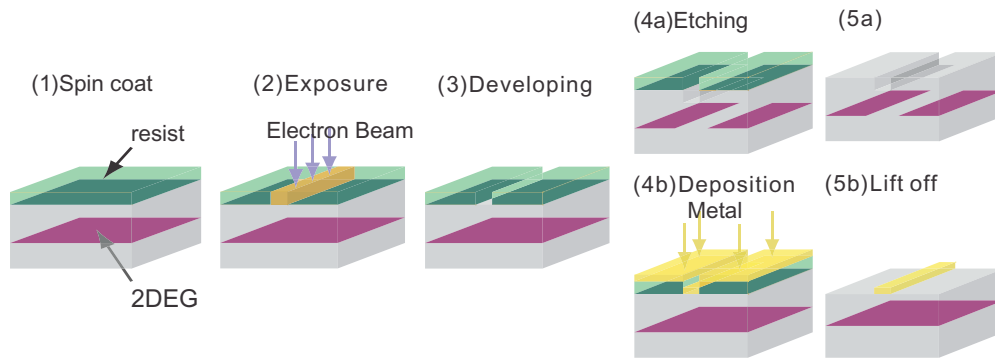 (1)Spin coat
resist
2DEG
(2)Exposure
Electron Beam
(3)Developing
(4a)Etching
(5a)
(4b)Deposition
Metal
(5b)Lift off